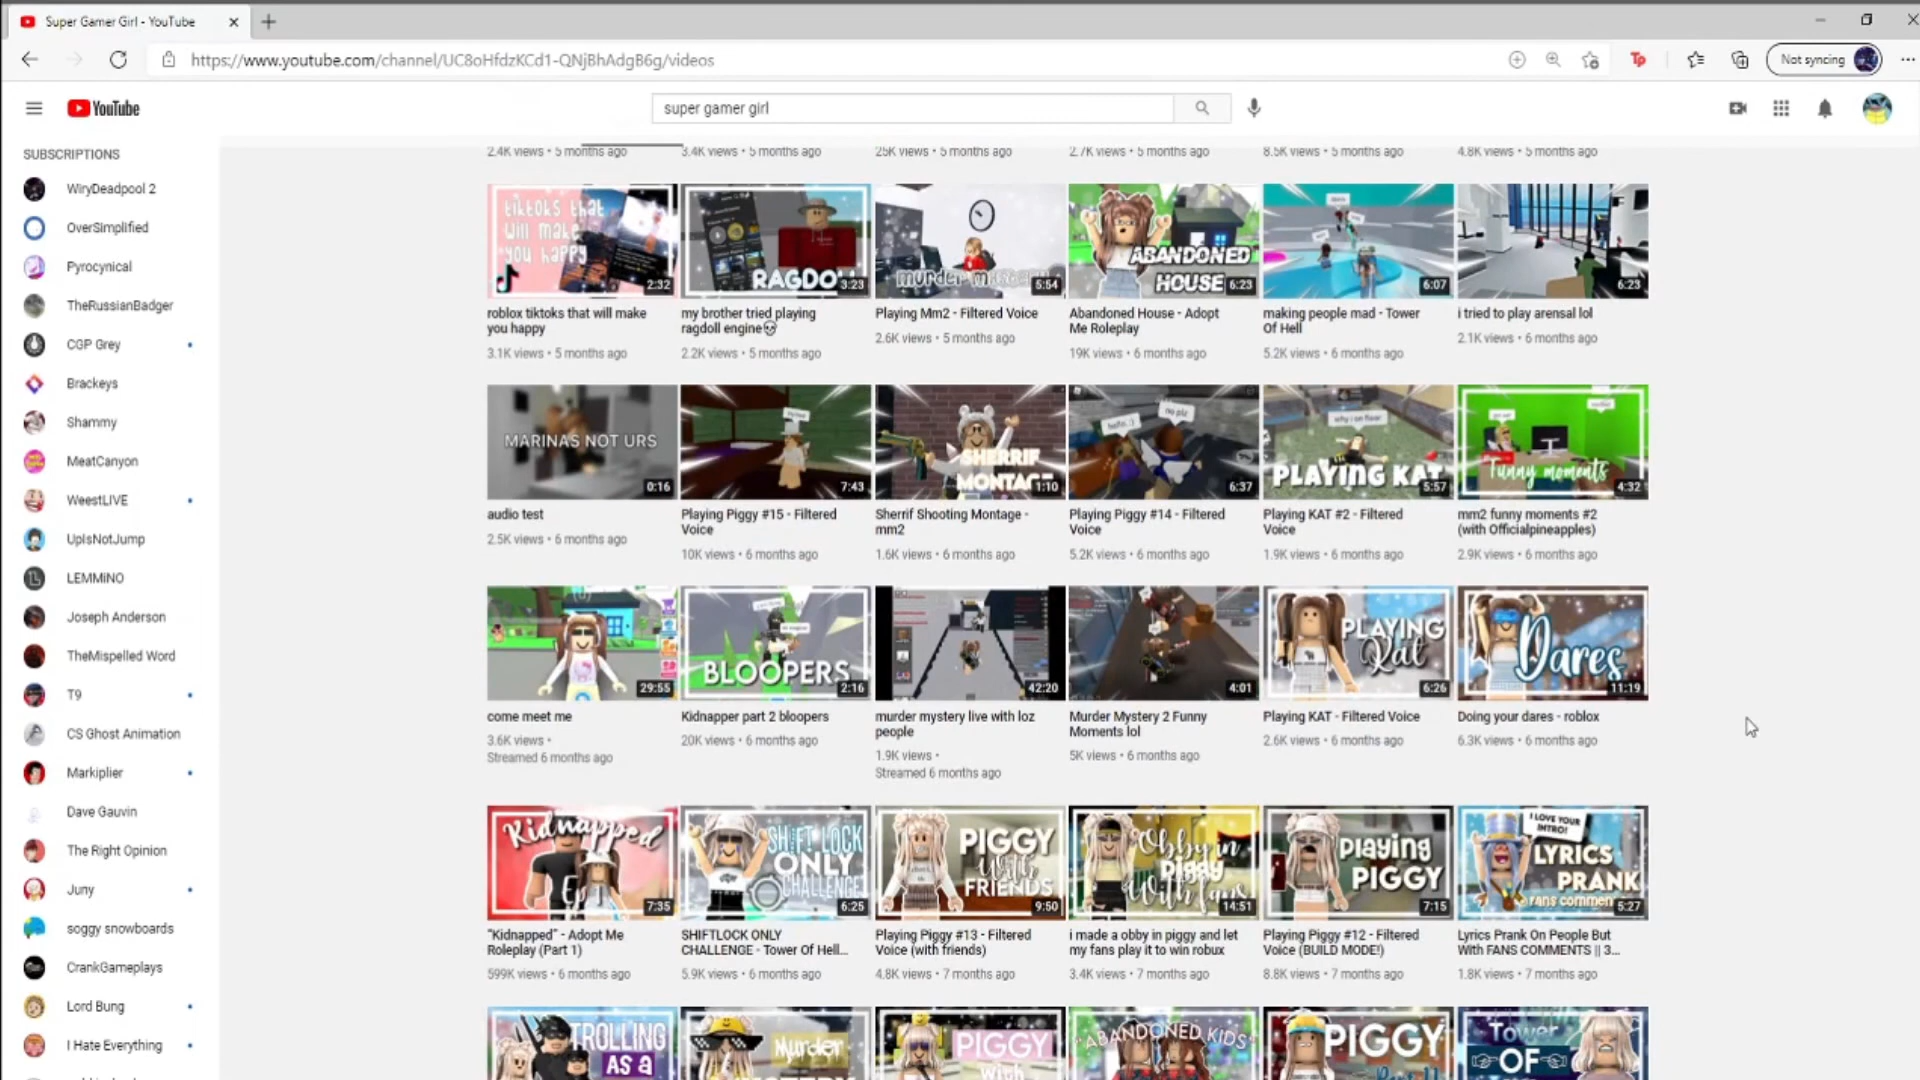 Super Gamer Girl - YouTube
https://www.youtube.com/channel/UC8oHfdzKCd1-QNjBhAdgB6g/videos
Not syncing
YouTube
super gamer girl
SUBSCRIPTIONS
WiryDeadpool 2
OverSimplified
Pyrocynical
TheRussianBadger
CGP Grey
Brackeys
Shammy
MeatCanyon
WeestLIVE
UpIsNotJump
LEMMiNO
Joseph Anderson
TheMispelled Word
T9
CS Ghost Animation
Markiplier
Dave Gauvin
The Right Opinion
Juny
soggy snowboards
CrankGameplays
Lord Bung
I Hate Everything
2.4K views • 5 months ago
3.4K views • 5 months ago
25K views • 5 months ago
2.7K views • 5 months ago
8.5K views • 5 months ago
4.8K views • 5 months ago
tiktoks that
will make
you happy
2:32
roblox tiktoks that will make
you happy
3.1K views • 5 months ago
RAGDO
3:23
my brother tried playing
ragdoll engine💀
2.2K views • 5 months ago
5:54
Playing Mm2 - Filtered Voice
2.6K views • 5 months ago
ABANDONED
HOUSE
6:23
Abandoned House - Adopt
Me Roleplay
19K views • 6 months ago
6:07
making people mad - Tower
Of Hell
5.2K views • 6 months ago
6:23
i tried to play arensal lol
2.1K views • 6 months ago
MARINAS NOT URS
0:16
audio test
2.5K views • 6 months ago
7:43
Playing Piggy #15 - Filtered
Voice
10K views • 6 months ago
SHERRIF
MONTAGE
1:10
Sherrif Shooting Montage -
mm2
1.6K views • 6 months ago
hello :)
no plz
6:37
Playing Piggy #14 - Filtered
Voice
5.2K views • 6 months ago
why i on floor
PLAYING KAT
5:57
Playing KAT #2 - Filtered
Voice
1.9K views • 6 months ago
Funny moments
4:32
mm2 funny moments #2
(with Officialpineapples)
2.9K views • 6 months ago
29:55
come meet me
3.6K views •
Streamed 6 months ago
BLOOPERS
2:16
Kidnapper part 2 bloopers
20K views • 6 months ago
42:20
murder mystery live with loz
people
1.9K views •
Streamed 6 months ago
4:01
Murder Mystery 2 Funny
Moments lol
5K views • 6 months ago
PLAYING
Kat
6:26
Playing KAT - Filtered Voice
2.6K views • 6 months ago
Dares
11:19
Doing your dares - roblox
6.3K views • 6 months ago
Kidnapped
7:35
"Kidnapped" - Adopt Me
Roleplay (Part 1)
599K views • 6 months ago
SHIFT LOCK
ONLY
CHALLENGE
6:25
SHIFTLOCK ONLY
CHALLENGE - Tower Of Hell...
5.9K views • 6 months ago
PIGGY
With
FRIENDS
9:50
Playing Piggy #13 - Filtered
Voice (with friends)
4.8K views • 7 months ago
Obby in
piggy
With fans
14:51
i made a obby in piggy and let
my fans play it to win robux
3.4K views • 7 months ago
playing
PIGGY
7:15
Playing Piggy #12 - Filtered
Voice (BUILD MODE!)
8.8K views • 7 months ago
I LOVE YOUR
INTRO!
LYRICS
PRANK
fans commen
5:27
Lyrics Prank On People But
With FANS COMMENTS || 3...
1.8K views • 7 months ago
TROLLING
AS A
Murder
PIGGY
with
"ABANDONED KIDS"
PIGGY
Tower
OF